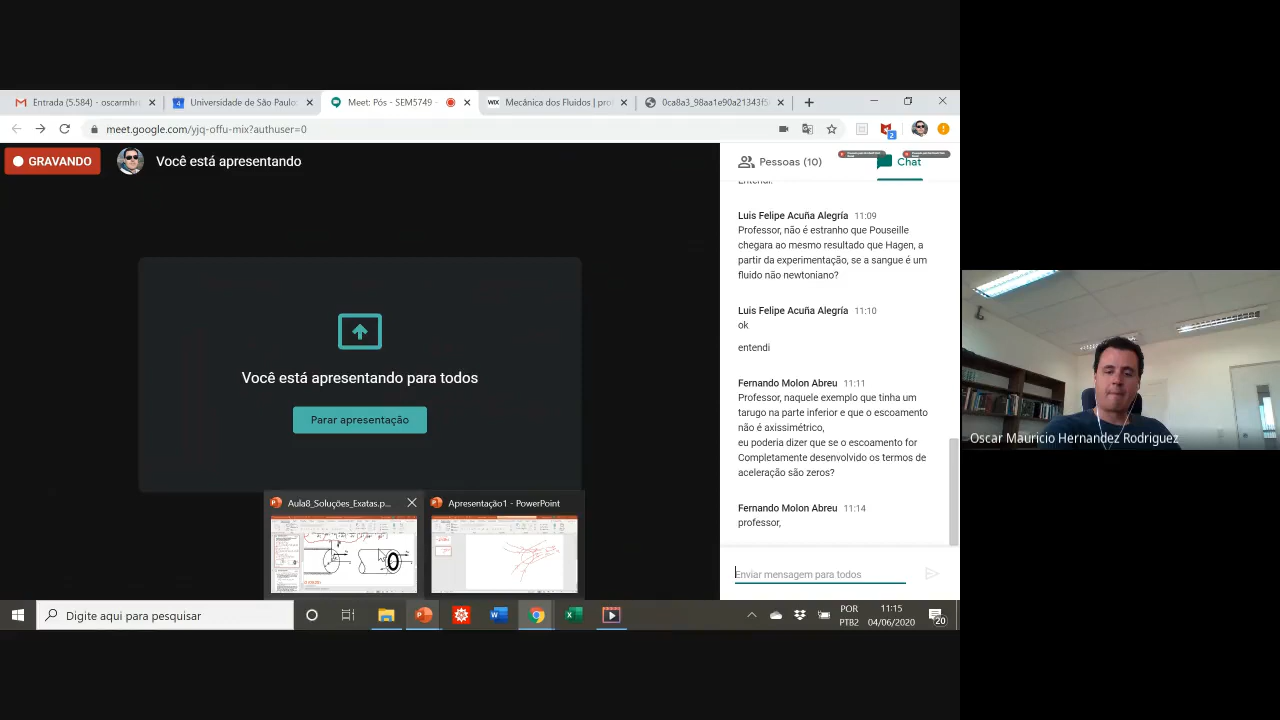 Entrada (5.584) - oscarmhr
Universidade de São Paulo:
Meet: Pós - SEM5749 -
WIX Mecânica dos Fluidos | pro
0ca8a3_98aa1e90a21343f5
meet.google.com/yjq-offu-mix?authuser=0
GRAVANDO
Você está apresentando
Pessoas (10)
Chat
Entendi.
Luis Felipe Acuña Alegría 11:09
Professor, não é estranho que Pouseille
chegara ao mesmo resultado que Hagen, a
partir da experimentação, se a sangue é um
fluido não newtoniano?
Luis Felipe Acuña Alegría 11:10
ok
entendi
Fernando Molon Abreu 11:11
Professor, naquele exemplo que tinha um
tarugo na parte inferior e que o escoamento
não é axissimétrico,
eu poderia dizer que se o escoamento for
Completamente desenvolvido os termos de
aceleração são zeros?
Fernando Molon Abreu 11:14
professor,
Enviar mensagem para todos
Você está apresentando para todos
Parar apresentação
Aula8_Soluções_Exatas.p...
Apresentação1 - PowerPoint
Oscar Mauricio Hernandez Rodriguez
Digite aqui para pesquisar
POR
PTB2
11:15
04/06/2020
20